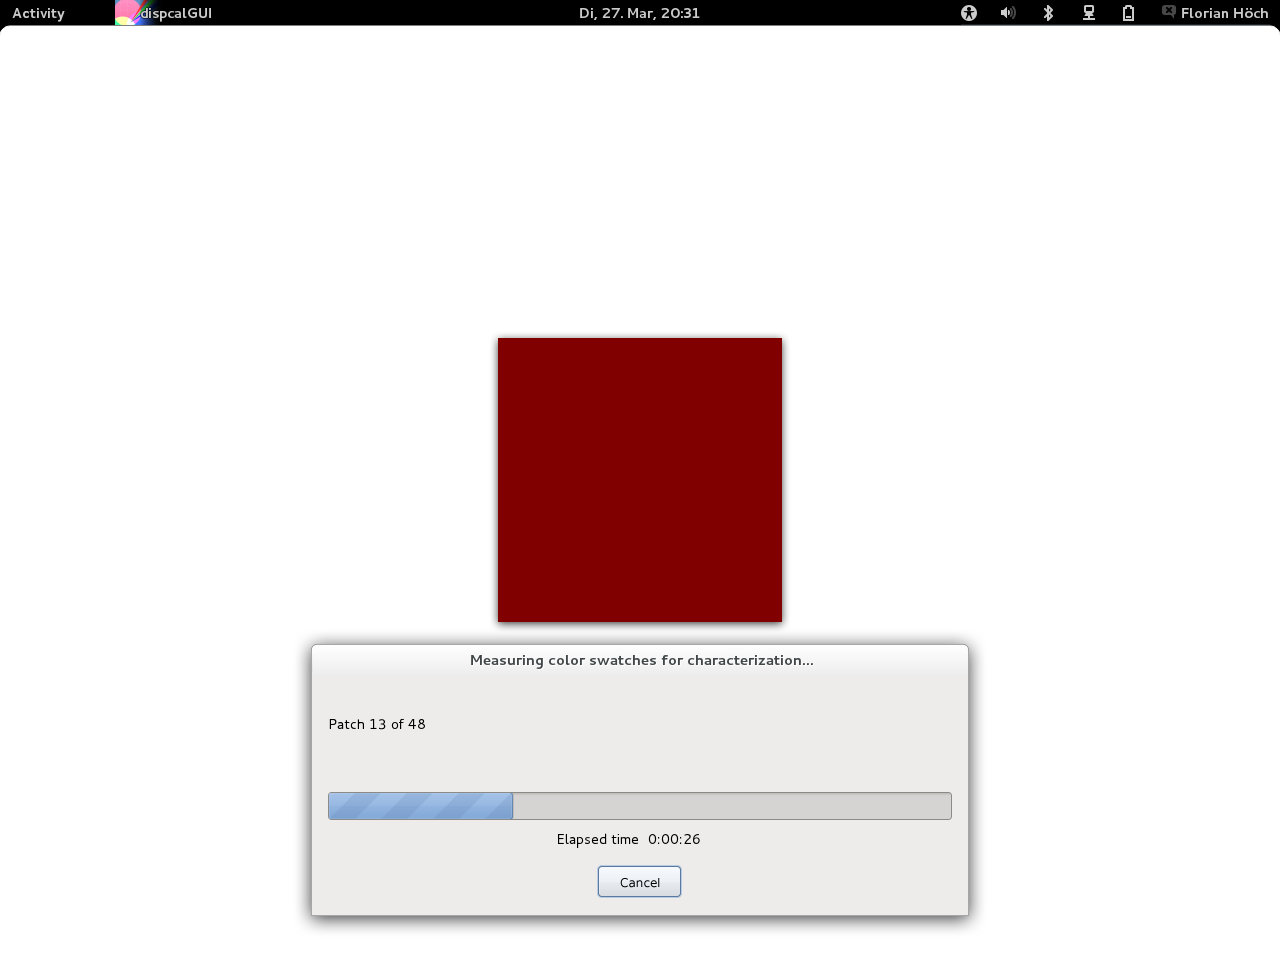 Activity dispcalGUI Di, 27. Mar, 20:31 Florian Höch
Measuring color swatches for characterization...
Patch 13 of 48
Elapsed time 0:00:26
Cancel